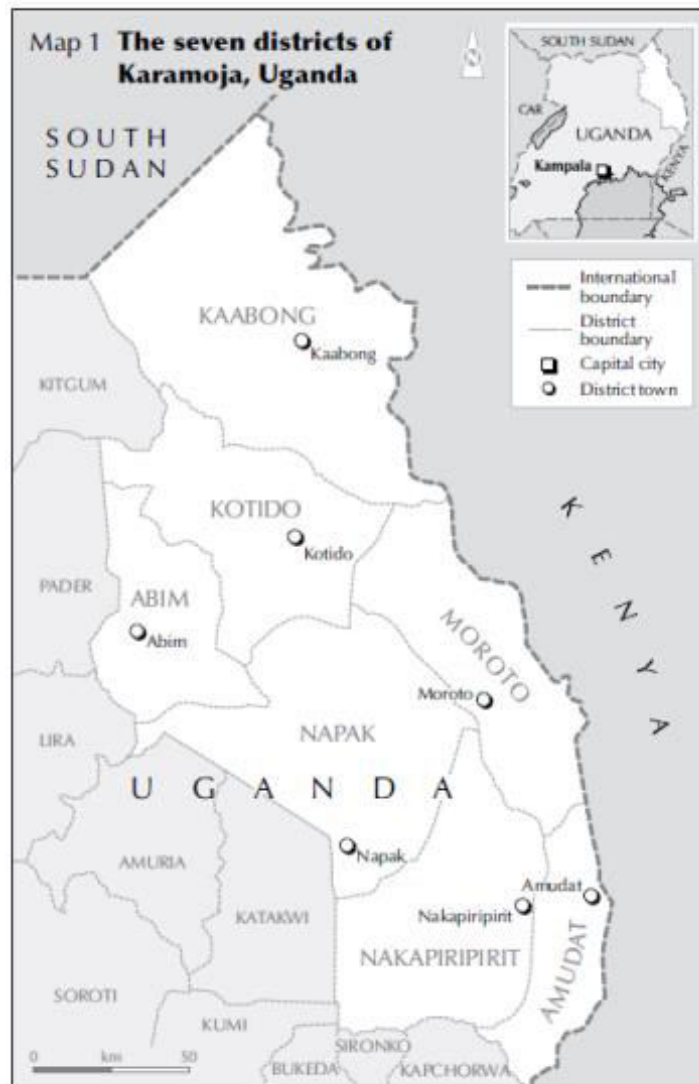 Map 1 The seven districts of
Karamoja, Uganda
N
SOUTH SUDAN
CAR
UGANDA
Kampala
KENYA
SOUTH
SUDAN
International
boundary
District
boundary
Capital city
District town
KAABONG
Kaabong
KITGUM
KOTIDO
Kotido
KENYA
PADER
ABIM
Abim
MOROTO
Moroto
LIRA
NAPAK
UGANDA
Napak
AMURIA
Amudat
KATAKWI
Nakapiripirit
NAKAPIRIPIRIT
AMUDAT
SOROTI
KUMI
SIRONKO
BUKEDA
KAPCHORWA
0 km 50